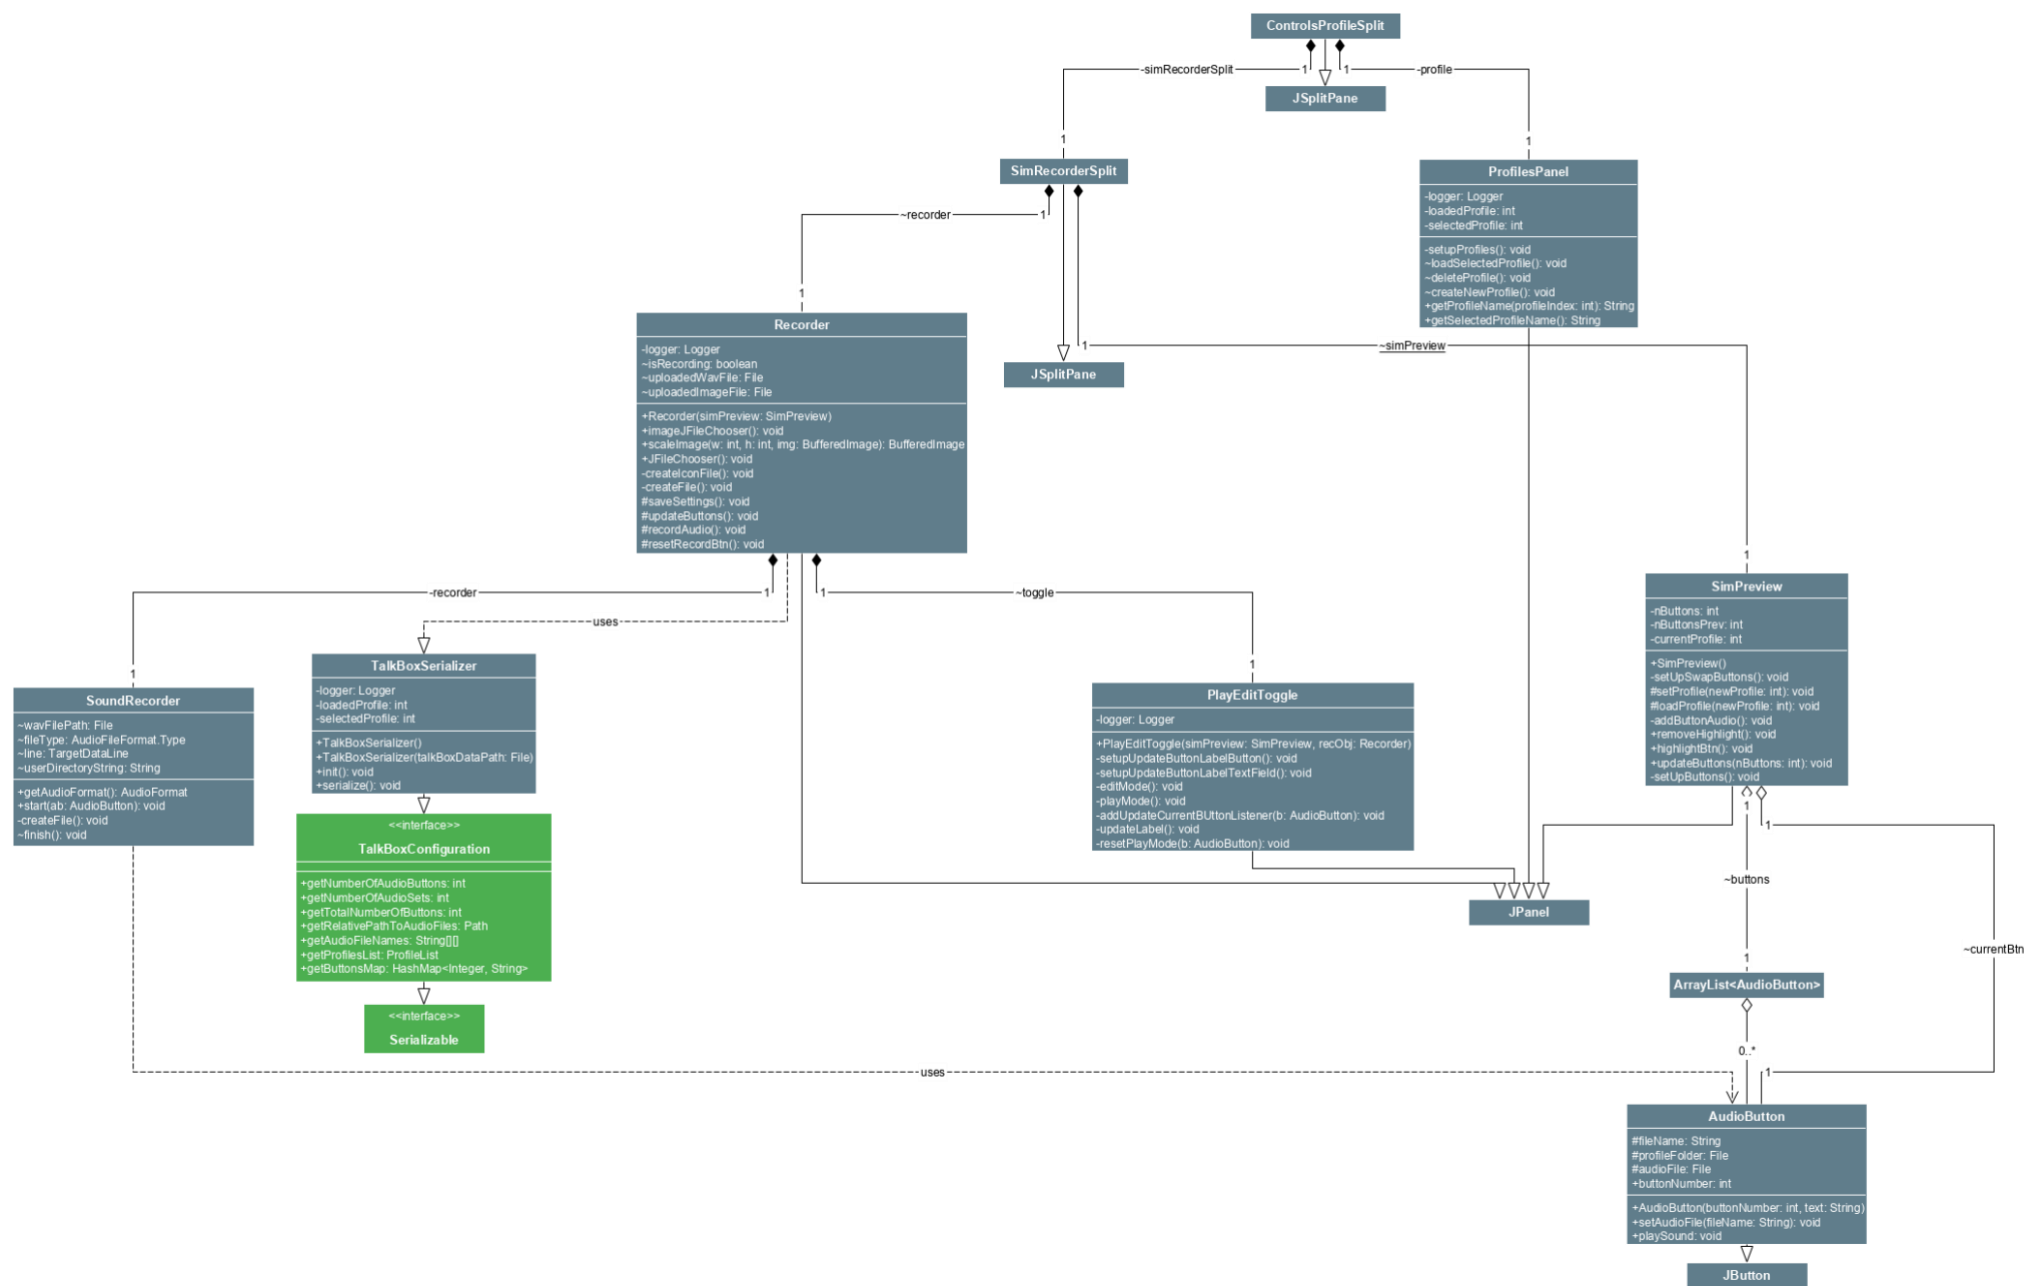 ControlsProfileSplit
-simRecorderSplit
1
1
-profile
JSplitPane
1
1
SimRecorderSplit
ProfilesPanel
-logger: Logger
-loadedProfile: int
-selectedProfile: int
-setupProfiles(): void
~loadSelectedProfile(): void
~deleteProfile(): void
~createNewProfile(): void
+getProfileName(profileIndex: int): String
+getSelectedProfileName(): String
~recorder
1
1
Recorder
-logger: Logger
~isRecording: boolean
~uploadedWavFile: File
~uploadedImageFile: File
+Recorder(simPreview: SimPreview)
+imageJFileChooser(): void
+scaleImage(w: int, h: int, img: BufferedImage): BufferedImage
+JFileChooser(): void
-createIconFile(): void
-createFile(): void
#saveSettings(): void
#updateButtons(): void
#recordAudio(): void
#resetRecordBtn(): void
1
~simPreview
JSplitPane
1
SimPreview
-nButtons: int
-nButtonsPrev: int
-currentProfile: int
+SimPreview()
-setUpSwapButtons(): void
#setProfile(newProfile: int): void
#loadProfile(newProfile: int): void
-addButtonAudio(): void
+removeHighlight(): void
+highlightBtn(): void
+updateButtons(nButtons: int): void
-setUpButtons(): void
-recorder
1
1
~toggle
uses
1
1
TalkBoxSerializer
-logger: Logger
-loadedProfile: int
-selectedProfile: int
+TalkBoxSerializer()
+TalkBoxSerializer(talkBoxDataPath: File)
+init(): void
+serialize(): void
SoundRecorder
~wavFilePath: File
~fileType: AudioFileFormat.Type
~line: TargetDataLine
~userDirectoryString: String
+getAudioFormat(): AudioFormat
+start(ab: AudioButton): void
-createFile(): void
~finish(): void
PlayEditToggle
-logger: Logger
+PlayEditToggle(simPreview: SimPreview, recObj: Recorder)
-setupUpdateButtonLabelButton(): void
-setupUpdateButtonLabelTextField(): void
-editMode(): void
-playMode(): void
-addUpdateCurrentBUttonListener(b: AudioButton): void
-updateLabel(): void
-resetPlayMode(b: AudioButton): void
<<interface>>
TalkBoxConfiguration
+getNumberOfAudioButtons: int
+getNumberOfAudioSets: int
+getTotalNumberOfButtons: int
+getRelativePathToAudioFiles: Path
+getAudioFileNames: String[][]
+getProfilesList: ProfileList
+getButtonsMap: HashMap<Integer, String>
1
1
~buttons
JPanel
~currentBtn
1
ArrayList<AudioButton>
<<interface>>
Serializable
0..*
uses
1
AudioButton
#fileName: String
#profileFolder: File
#audioFile: File
+buttonNumber: int
+AudioButton(buttonNumber: int, text: String)
+setAudioFile(fileName: String): void
+playSound: void
JButton